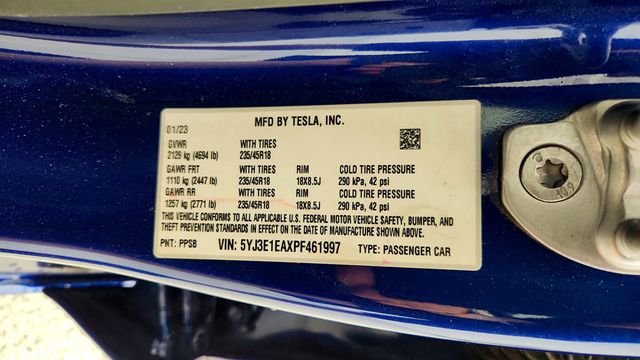 MFD BY TESLA, INC.
01/23
GVWR WITH TIRES
2129 kg (4694 lb) 235/45R18
GAWR FRT WITH TIRES RIM COLD TIRE PRESSURE
1110 kg (2447 lb) 235/45R18 18X8.5J 290 kPa, 42 psi
GAWR RR WITH TIRES RIM COLD TIRE PRESSURE
1257 kg (2771 lb) 235/45R18 18X8.5J 290 kPa, 42 psi
THIS VEHICLE CONFORMS TO ALL APPLICABLE U.S. FEDERAL MOTOR VEHICLE SAFETY, BUMPER, AND
THEFT PREVENTION STANDARDS IN EFFECT ON THE DATE OF MANUFACTURE SHOWN ABOVE.
PNT: PPSB VIN: 5YJ3E1EAXPF461997 TYPE: PASSENGER CAR